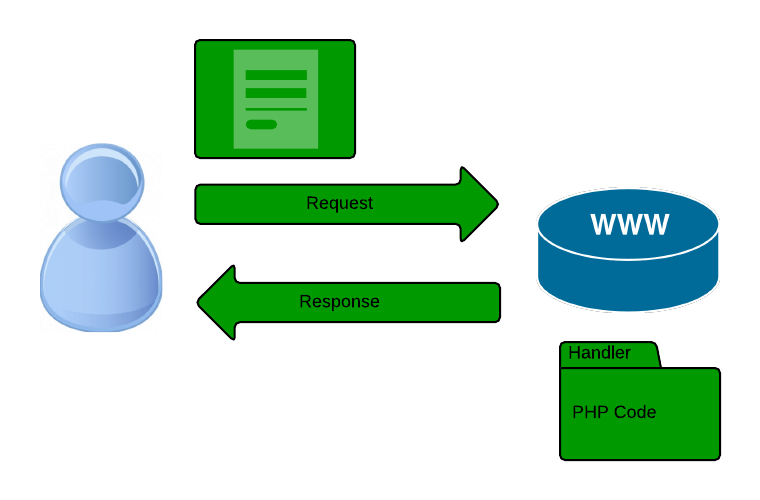 Request
WWW
Response
Handler
PHP Code